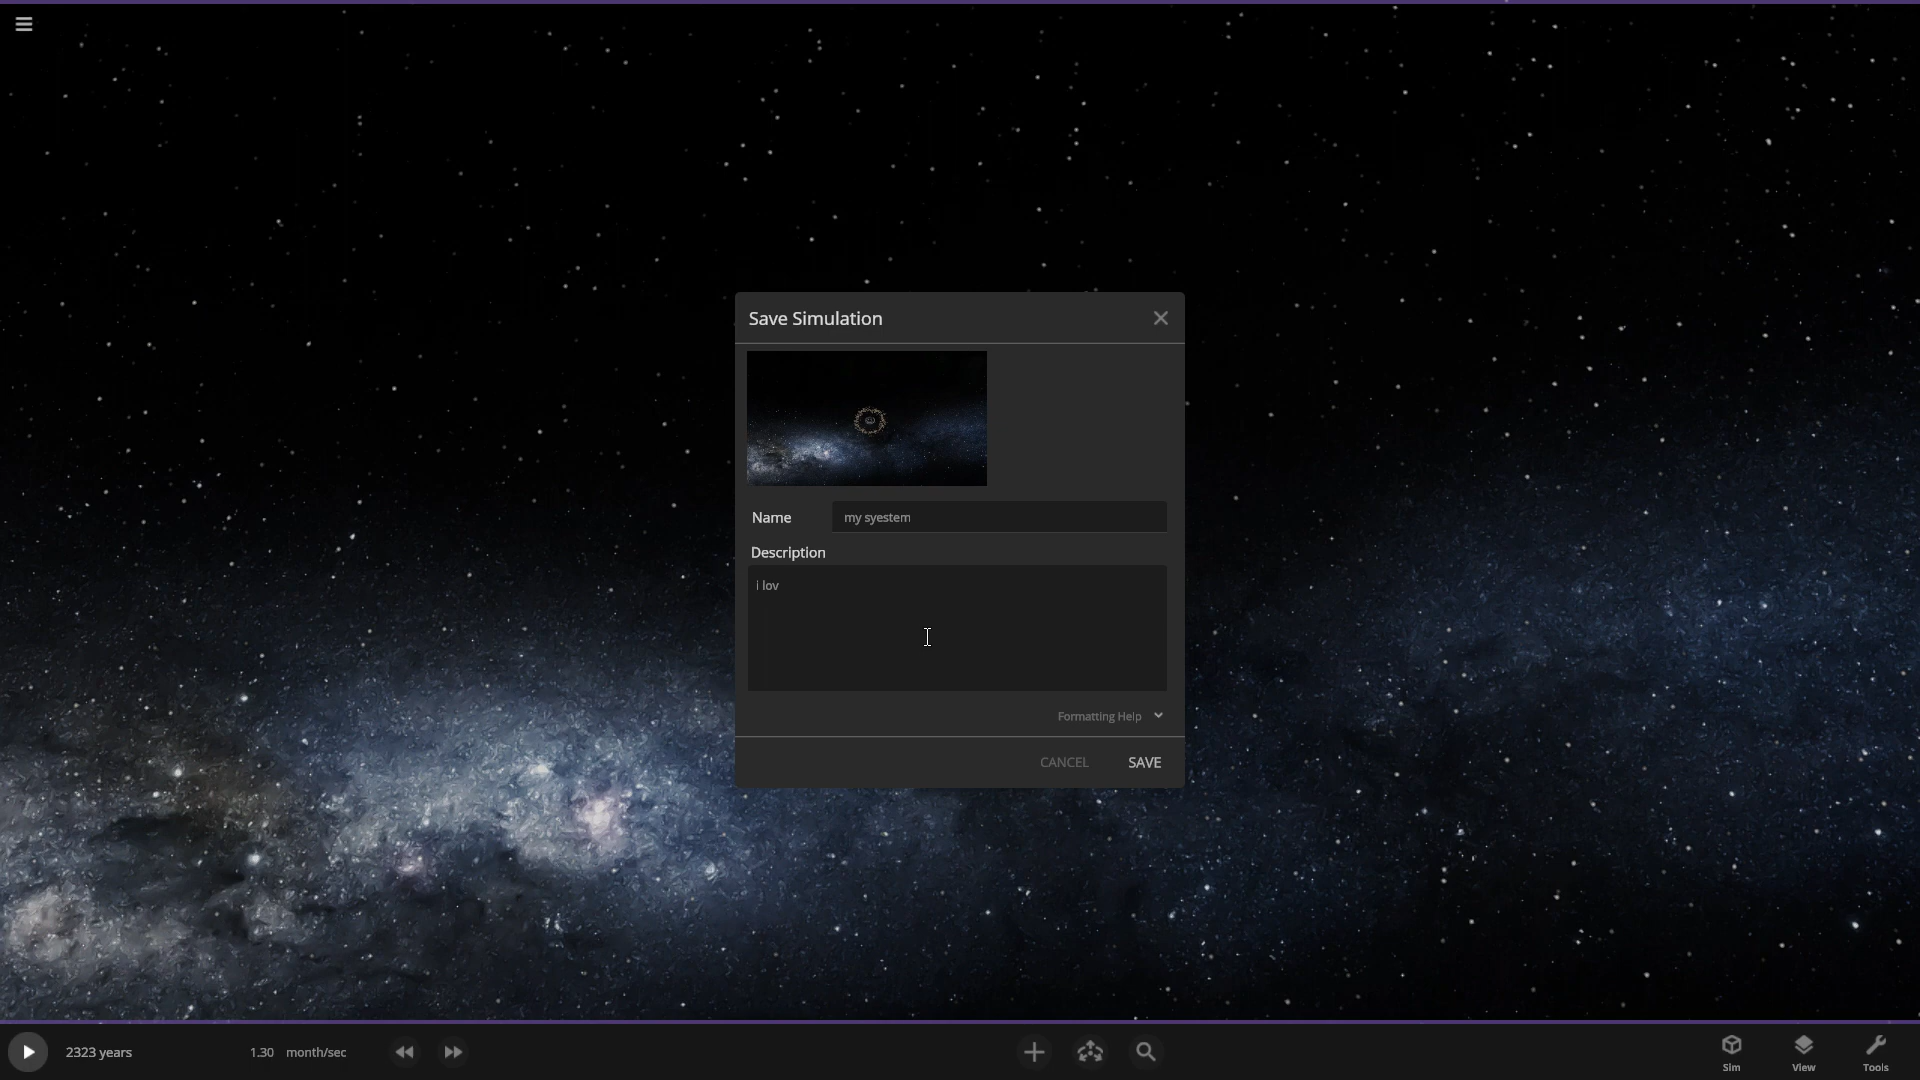 Save Simulation
Name my syestem
Description
i lov
Formatting Help
CANCEL SAVE
2323 years 1.30 month/sec Sim View Tools